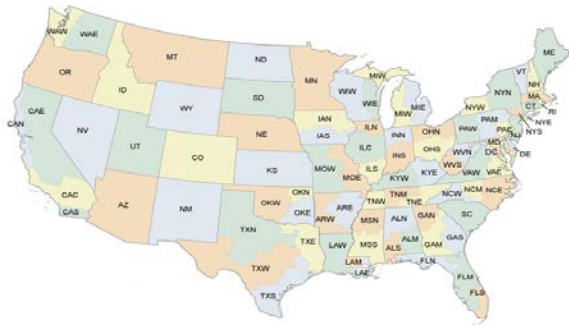 WAW
WAE
MT
ND
MN
ME
VT
NH
MA
CT
RI
NYN
NYW
NYE
NYS
OR
ID
WY
SD
WIW
WIE
MIW
MIW
MIE
IAN
IAS
NE
CAN
CAE
NV
UT
CO
KS
ILN
ILC
ILS
INN
INS
OHN
OHS
PAW
PAM
PAE
NJ
MD
DC
DE
WVN
WVS
VAW
VAE
MOW
MOE
KYW
KYE
CAC
CAS
AZ
NM
OKN
OKW
OKE
ARW
ARE
TNW
TNM
TNE
NCW
NCM
NCE
SC
TXN
TXE
TXW
TXS
LAW
LAM
LAE
MSN
MSS
ALN
ALM
ALS
GAN
GAM
GAS
FLN
FLM
FLS